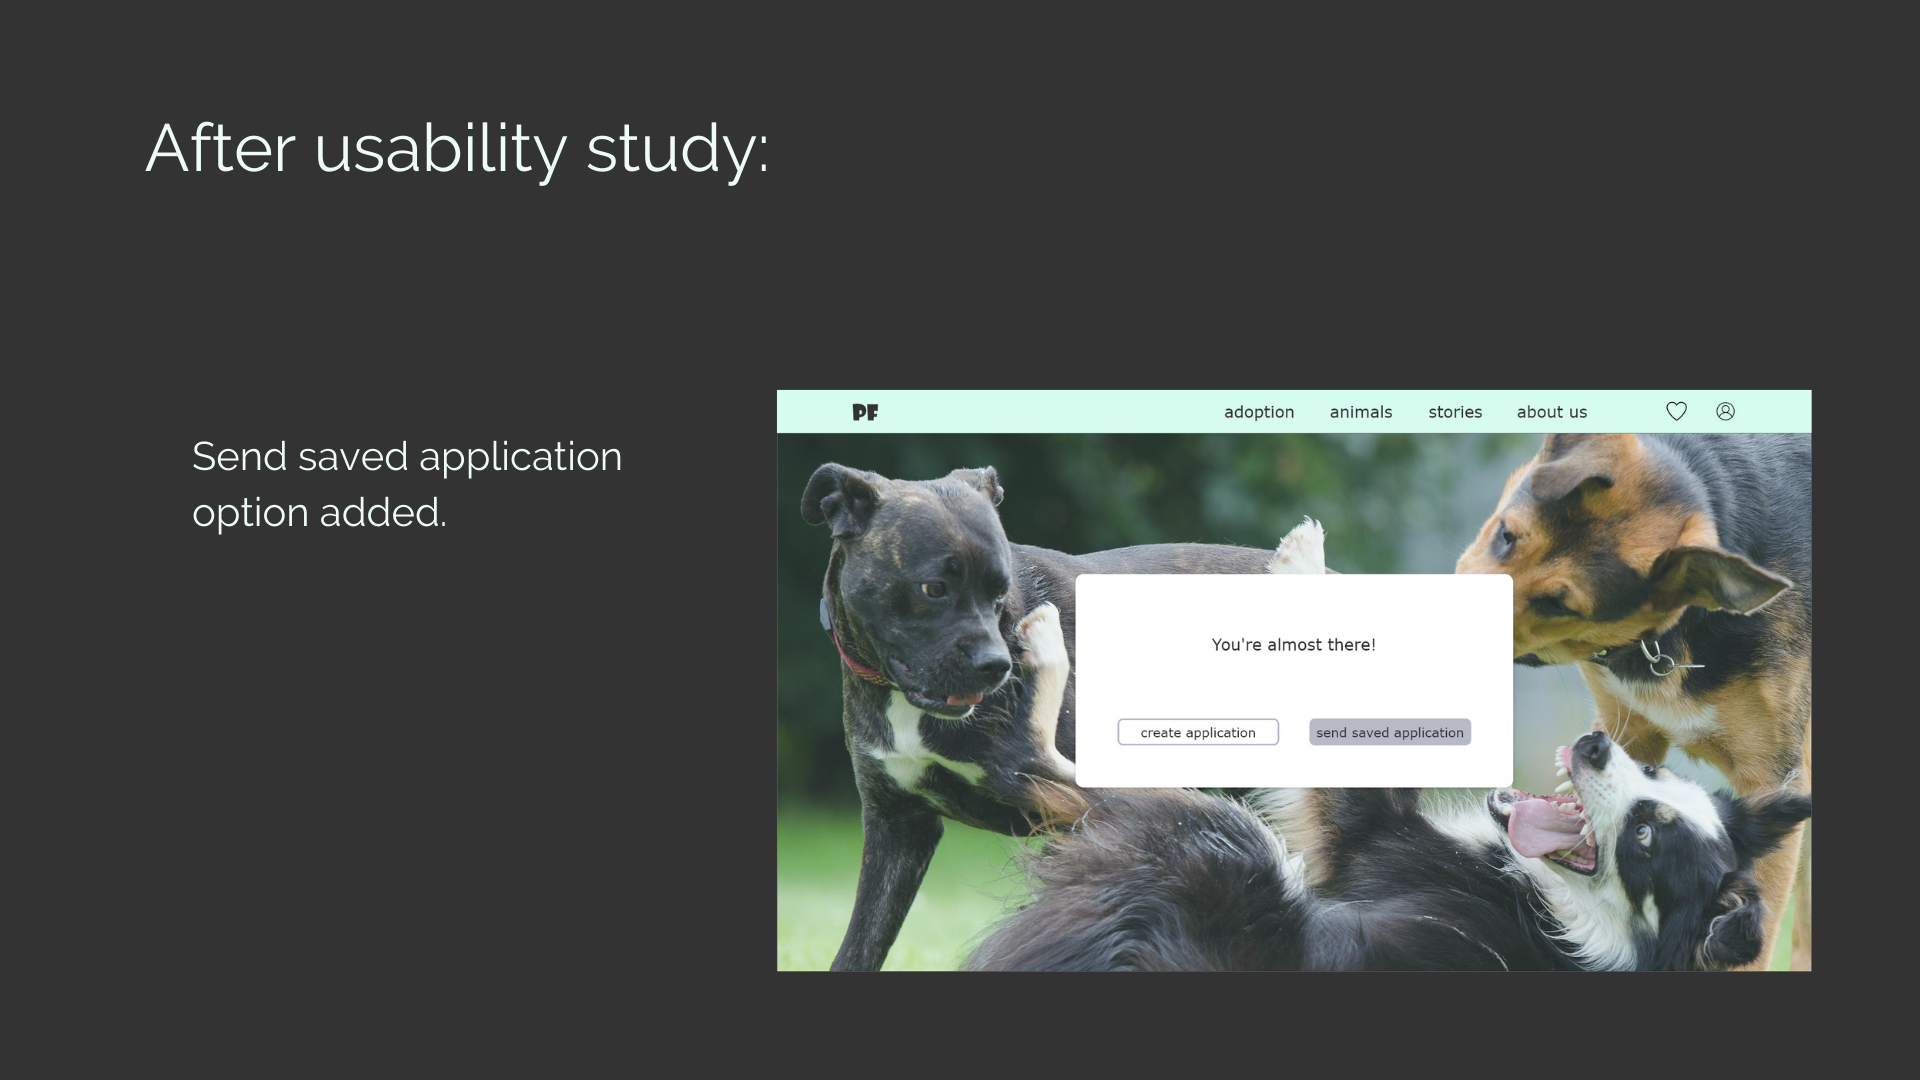 After usability study:
Send saved application
option added.
PF
adoption
animals
stories
about us
You're almost there!
create application
send saved application